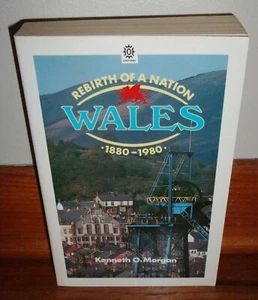 REBIRTH OF A NATION
WALES
·1880–1980·
Kenneth O. Morgan